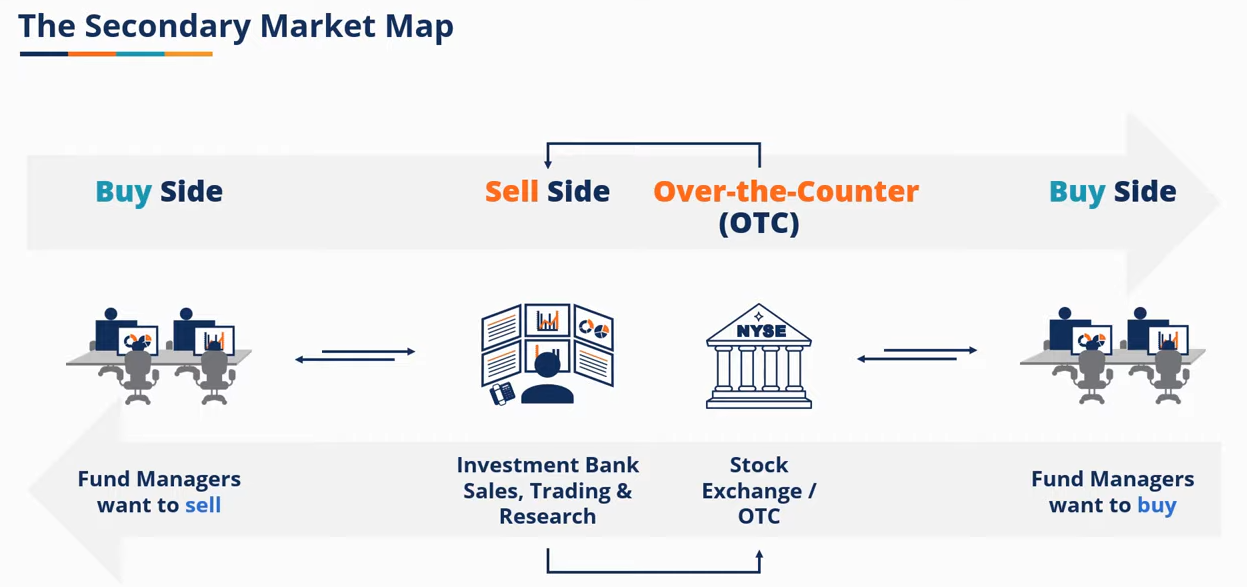 The Secondary Market Map
Buy Side
Sell Side
Over-the-Counter
(OTC)
Buy Side
NYSE
Fund Managers
want to sell
Investment Bank
Sales, Trading &
Research
Stock
Exchange /
OTC
Fund Managers
want to buy